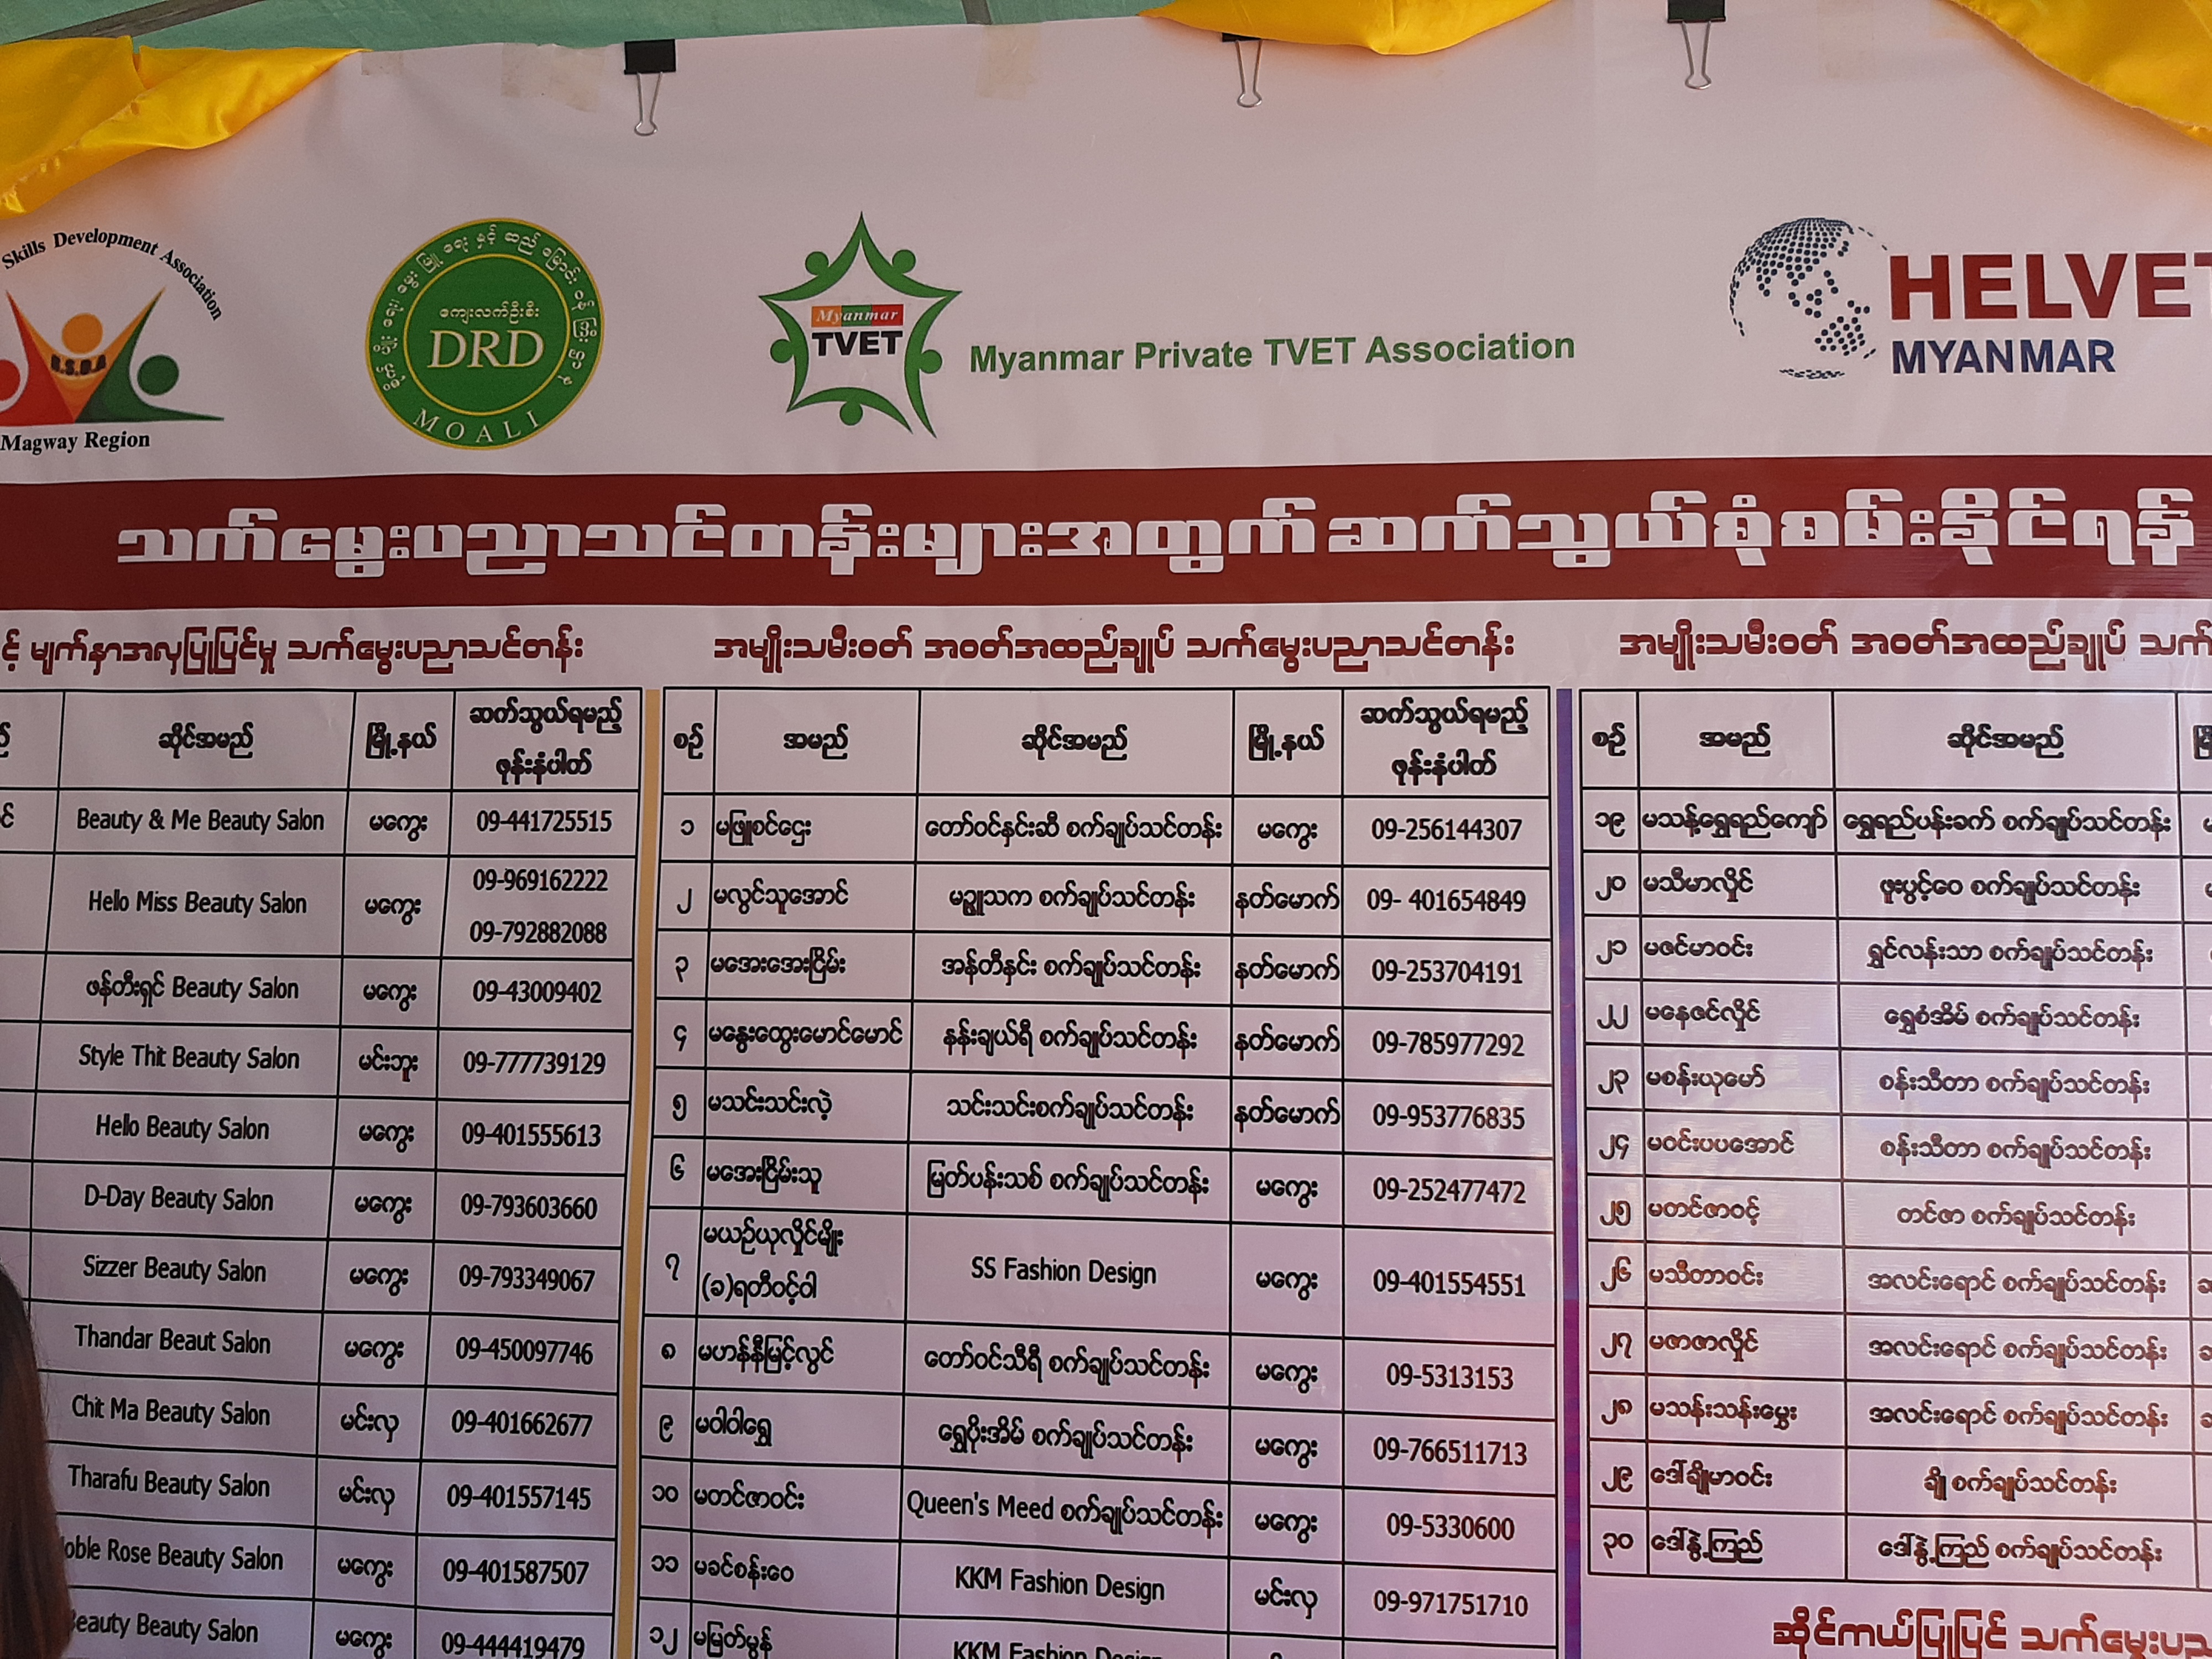 Skills Development Association
B.S.D.A
Magway Region
ကျေးလက်ဦးစီး
DRD
MOALI
Myanmar
TVET
Myanmar Private TVET Association
HELVET
MYANMAR
သက်မွေးပညာသင်တန်းများအတွက် ဆက်သွယ်စုံစမ်းနိုင်ရန်
င့် မျက်နှာအလှပြုပြင်မှု သက်မွေးပညာသင်တန်း
ဆိုင်အမည် မြို့နယ် ဆက်သွယ်ရမည့် ဖုန်းနံပါတ်
Beauty & Me Beauty Salon မကွေး 09-441725515
Hello Miss Beauty Salon မကွေး 09-969162222
09-792882088
ဖန်တီးရှင် Beauty Salon မကွေး 09-43009402
Style Thit Beauty Salon မင်းဘူး 09-777739129
Hello Beauty Salon မကွေး 09-401555613
D-Day Beauty Salon မကွေး 09-793603660
Sizzer Beauty Salon မကွေး 09-793349067
Thandar Beaut Salon မကွေး 09-450097746
Chit Ma Beauty Salon မင်းလှ 09-401662677
Tharafu Beauty Salon မင်းလှ 09-401557145
oble Rose Beauty Salon မကွေး 09-401587507
Beauty Beauty Salon မကွေး 09-444419479
အမျိုးသမီးဝတ် အဝတ်အထည်ချုပ် သက်မွေးပညာသင်တန်း
စဉ် အမည် ဆိုင်အမည် မြို့နယ် ဆက်သွယ်ရမည့် ဖုန်းနံပါတ်
၁ မဖြူစင်ဌေး တော်ဝင်နှင်းဆီ စက်ချုပ်သင်တန်း မကွေး 09-256144307
၂ မလွင်သူအောင် မဥ္ဇူသက စက်ချုပ်သင်တန်း နတ်မောက် 09- 401654849
၃ မအေးအေးငြိမ်း အန်တီနှင်း စက်ချုပ်သင်တန်း နတ်မောက် 09-253704191
၄ မနွေးထွေးမောင်မောင် နန်းချယ်ရီ စက်ချုပ်သင်တန်း နတ်မောက် 09-785977292
၅ မသင်းသင်းလဲ့ သင်းသင်းစက်ချုပ်သင်တန်း နတ်မောက် 09-953776835
၆ မအေးငြိမ်းသူ မြတ်ပန်းသစ် စက်ချုပ်သင်တန်း မကွေး 09-252477472
၇ မယဉ်ယုလှိုင်မျိုး (ခ)ရတီဝင့်ဝါ SS Fashion Design မကွေး 09-401554551
၈ မဟန်နီမြင့်လွင် တော်ဝင်သီရီ စက်ချုပ်သင်တန်း မကွေး 09-5313153
၉ မဝါဝါရွှေ ရွှေပိုးအိမ် စက်ချုပ်သင်တန်း မကွေး 09-766511713
၁၀ မတင်ဇာဝင်း Queen's Meed စက်ချုပ်သင်တန်း မကွေး 09-5330600
၁၁ မခင်စန်းဝေ KKM Fashion Design မင်းလှ 09-971751710
၁၂ မမြတ်မွန် KKM Fashion Design
အမျိုးသမီးဝတ် အဝတ်အထည်ချုပ် သက်
စဉ် အမည် ဆိုင်အမည်
၁၉ မသန့်ရွှေရည်ကျော် ရွှေရည်ပန်းခက် စက်ချုပ်သင်တန်း
၂၀ မသီမာလှိုင် ဖူးပွင့်ဝေ စက်ချုပ်သင်တန်း
၂၁ မဇင်မာဝင်း ရွှင်လန်းသာ စက်ချုပ်သင်တန်း
၂၂ မနေဇင်လှိုင် ရွှေစံအိမ် စက်ချုပ်သင်တန်း
၂၃ မစန်းယုမော် စန်းသီတာ စက်ချုပ်သင်တန်း
၂၄ မဝင်းပပအောင် စန်းသီတာ စက်ချုပ်သင်တန်း
၂၅ မတင်ဇာဝင့် တင်ဇာ စက်ချုပ်သင်တန်း
၂၆ မသီတာဝင်း အလင်းရောင် စက်ချုပ်သင်တန်း
၂၇ မဇာဇာလှိုင် အလင်းရောင် စက်ချုပ်သင်တန်း
၂၈ မသန်းသန်းမွှေး အလင်းရောင် စက်ချုပ်သင်တန်း
၂၉ ဒေါ်ချိုမာဝင်း ချို စက်ချုပ်သင်တန်း
၃၀ ဒေါ်နွဲ့ကြည် ဒေါ်နွဲ့ကြည် စက်ချုပ်သင်တန်း
ဆိုင်ကယ်ပြုပြင် သက်မွေးပညာ